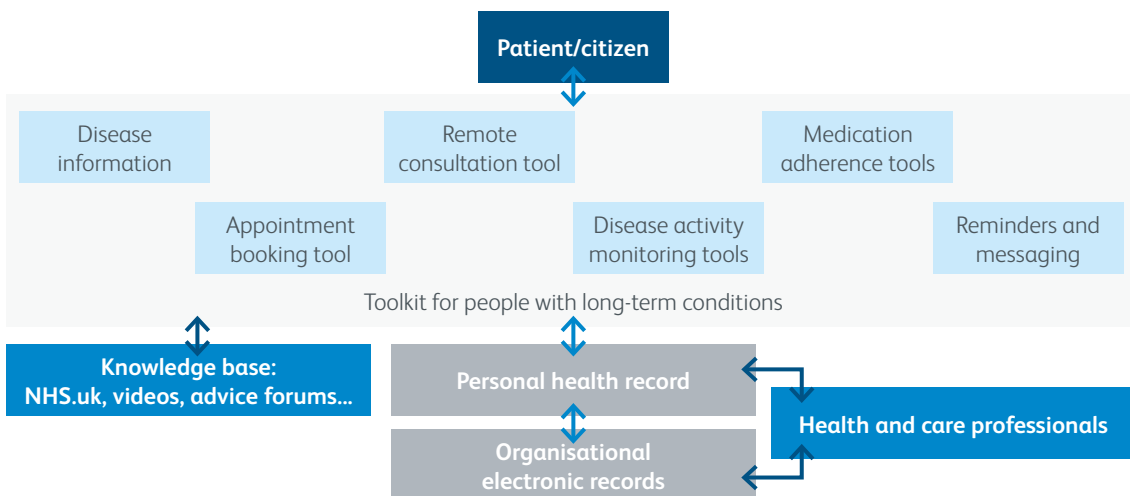 Patient/citizen
Disease
information
Remote
consultation tool
Medication
adherence tools
Appointment
booking tool
Disease activity
monitoring tools
Reminders and
messaging
Toolkit for people with long-term conditions
Knowledge base:
NHS.uk, videos, advice forums...
Personal health record
Health and care professionals
Organisational
electronic records